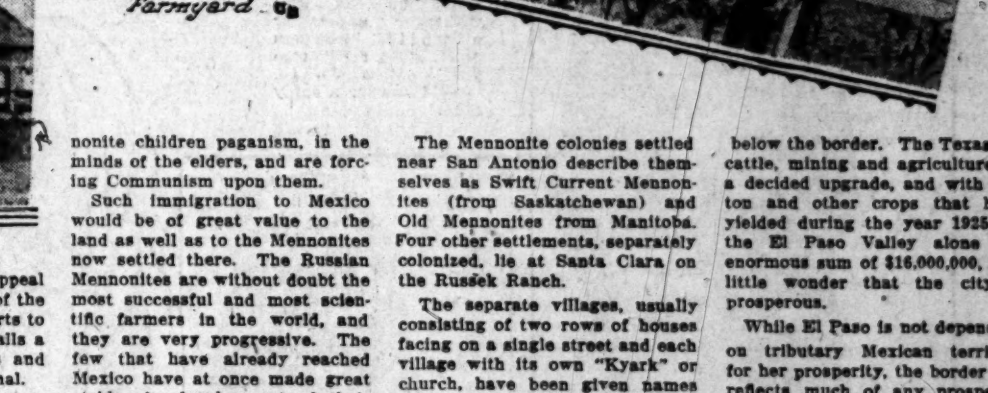 Farmyard
ppeal
of the
rts to
alls a
and
nal.
nonite children paganism, in the
minds of the elders, and are forc-
ing Communism upon them.
Such immigration to Mexico
would be of great value to the
land as well as to the Mennonites
now settled there. The Russian
Mennonites are without doubt the
most successful and most scien-
tific farmers in the world, and
they are very progressive. The
few that have already reached
Mexico have at once made great
The Mennonite colonies settled
near San Antonio describe them-
selves as Swift Current Mennon-
ites (from Saskatchewan) and
Old Mennonites from Manitoba.
Four other settlements, separately
colonized, lie at Santa Clara on
the Russek Ranch.
The separate villages, usually
consisting of two rows of houses
facing on a single street and each
village with its own "Kyark" or
church, have been given names
below the border. The Texas
cattle, mining and agriculture
a decided upgrade, and with
ton and other crops that
yielded during the year 1925
the El Paso Valley alone
enormous sum of $16,000,000,
little wonder that the city
prosperous.
While El Paso is not depen
on tributary Mexican terri
for her prosperity, the border
reflects much of any prosp